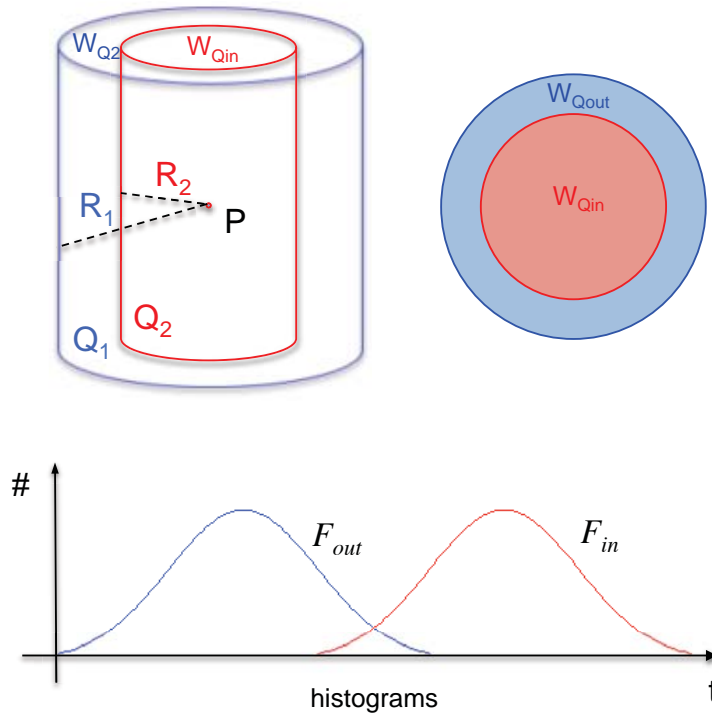 W_Q2
W_Qin
R_2
R_1
P
Q_2
Q_1
W_Qout
W_Qin
#
F_out
F_in
t
histograms